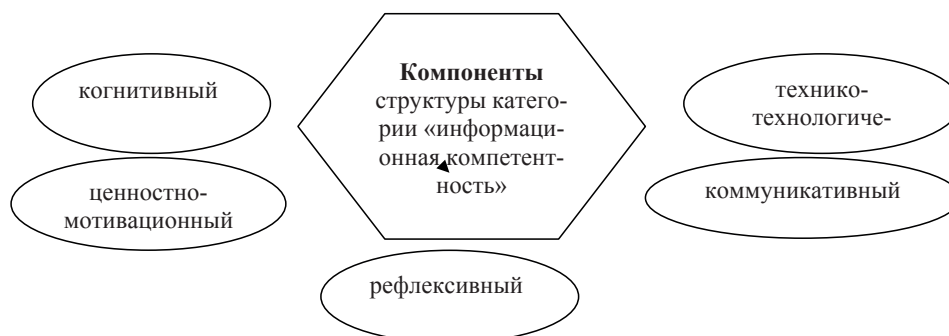 когнитивный
ценностно-
мотивационный
Компоненты
структуры катего-
рии «информаци-
онная компетент-
ность»
технико-
технологиче-
коммуникативный
рефлексивный